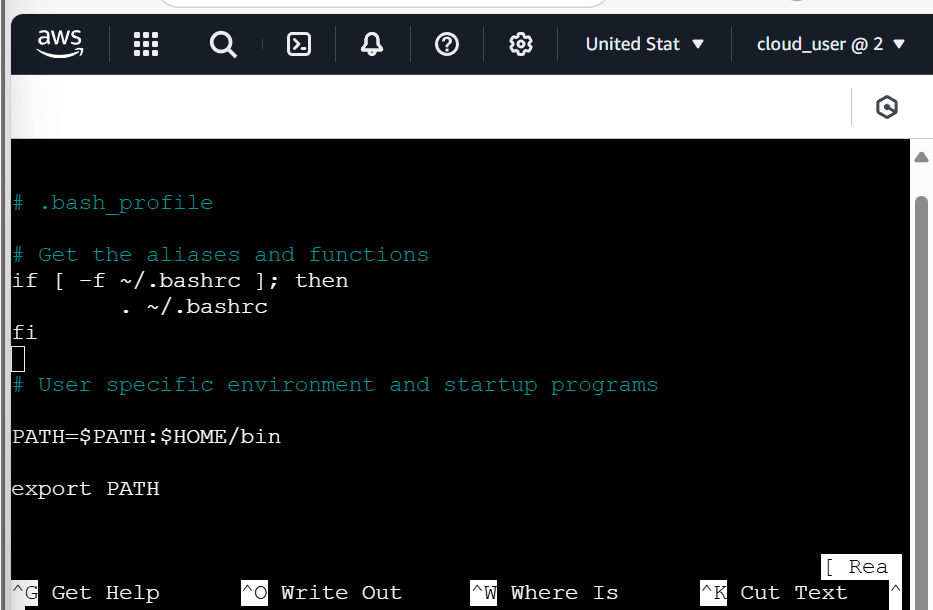 aws United Stat cloud_user @ 2
# .bash_profile
# Get the aliases and functions
if [ -f ~/.bashrc ]; then
        . ~/.bashrc
fi
# User specific environment and startup programs
PATH=$PATH:$HOME/bin
export PATH
[ Rea
^G Get Help ^O Write Out ^W Where Is ^K Cut Text ^